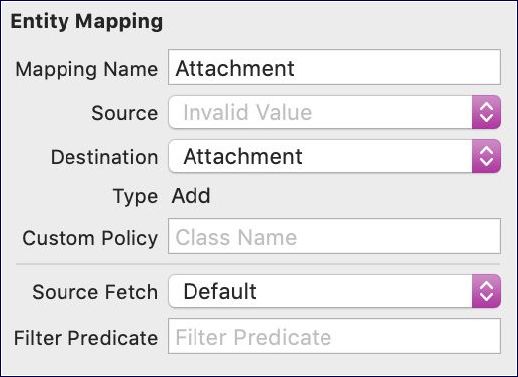 Entity Mapping
Mapping Name Attachment
Source Invalid Value
Destination Attachment
Type Add
Custom Policy Class Name
Source Fetch Default
Filter Predicate Filter Predicate